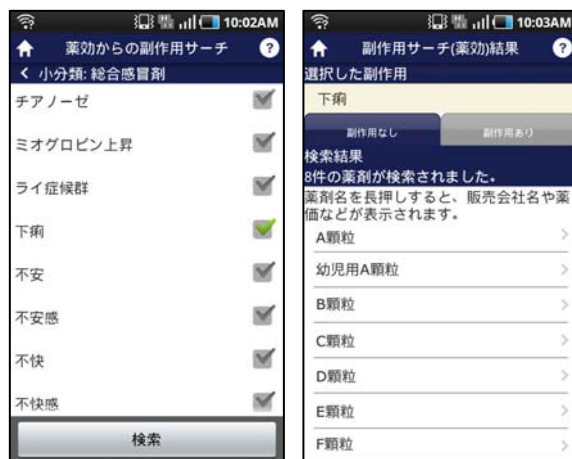 10:02AM
薬効からの副作用サーチ ?
< 小分類: 総合感冒剤
チアノーゼ
ミオグロビン上昇
ライ症候群
下痢
不安
不安感
不快
不快感
検索
10:03AM
副作用サーチ(薬効)結果 ?
選択した副作用
下痢
副作用なし 副作用あり
検索結果
8件の薬剤が検索されました。
薬剤名を長押しすると、販売会社名や薬
価などが表示されます。
A顆粒
幼児用A顆粒
B顆粒
C顆粒
D顆粒
E顆粒
F顆粒